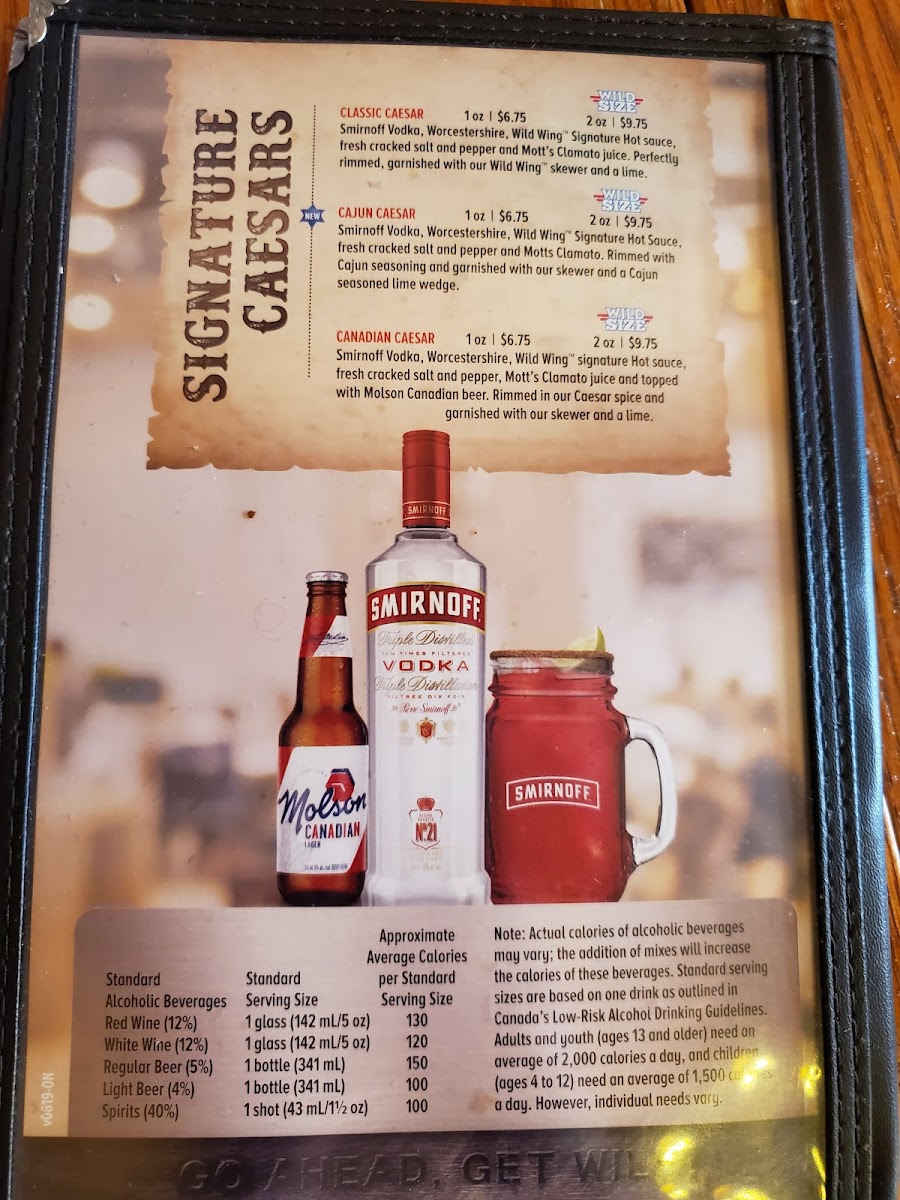 SIGNATURE
CAESARS
CLASSIC CAESAR 1 oz | $6.75 WILD SIZE 2 oz | $9.75
Smirnoff Vodka, Worcestershire, Wild Wing™ Signature Hot sauce,
fresh cracked salt and pepper and Mott's Clamato juice. Perfectly
rimmed, garnished with our Wild Wing™ skewer and a lime.
NEW
CAJUN CAESAR 1 oz | $6.75 WILD SIZE 2 oz | $9.75
Smirnoff Vodka, Worcestershire, Wild Wing™ Signature Hot Sauce,
fresh cracked salt and pepper and Motts Clamato. Rimmed with
Cajun seasoning and garnished with our skewer and a Cajun
seasoned lime wedge.
CANADIAN CAESAR 1 oz | $6.75 WILD SIZE 2 oz | $9.75
Smirnoff Vodka, Worcestershire, Wild Wing™ signature Hot sauce,
fresh cracked salt and pepper, Mott's Clamato juice and topped
with Molson Canadian beer. Rimmed in our Caesar spice and
garnished with our skewer and a lime.
SMIRNOFF
SMIRNOFF
Triple Distilled
TEN TIMES FILTERED
VODKA
Triple Distillation
FILTRÉE DIX FOIS
Nº21
Molson
CANADIAN
LAGER
SMIRNOFF
Standard
Alcoholic Beverages
Standard
Serving Size
Approximate
Average Calories
per Standard
Serving Size
Red Wine (12%) 1 glass (142 mL/5 oz) 130
White Wine (12%) 1 glass (142 mL/5 oz) 120
Regular Beer (5%) 1 bottle (341 mL) 150
Light Beer (4%) 1 bottle (341 mL) 100
Spirits (40%) 1 shot (43 mL/1½ oz) 100
Note: Actual calories of alcoholic beverages
may vary; the addition of mixes will increase
the calories of these beverages. Standard serving
sizes are based on one drink as outlined in
Canada's Low-Risk Alcohol Drinking Guidelines.
Adults and youth (ages 13 and older) need an
average of 2,000 calories a day, and children
(ages 4 to 12) need an average of 1,500 calories
a day. However, individual needs vary.
v0619-ON
GO AHEAD, GET WILD